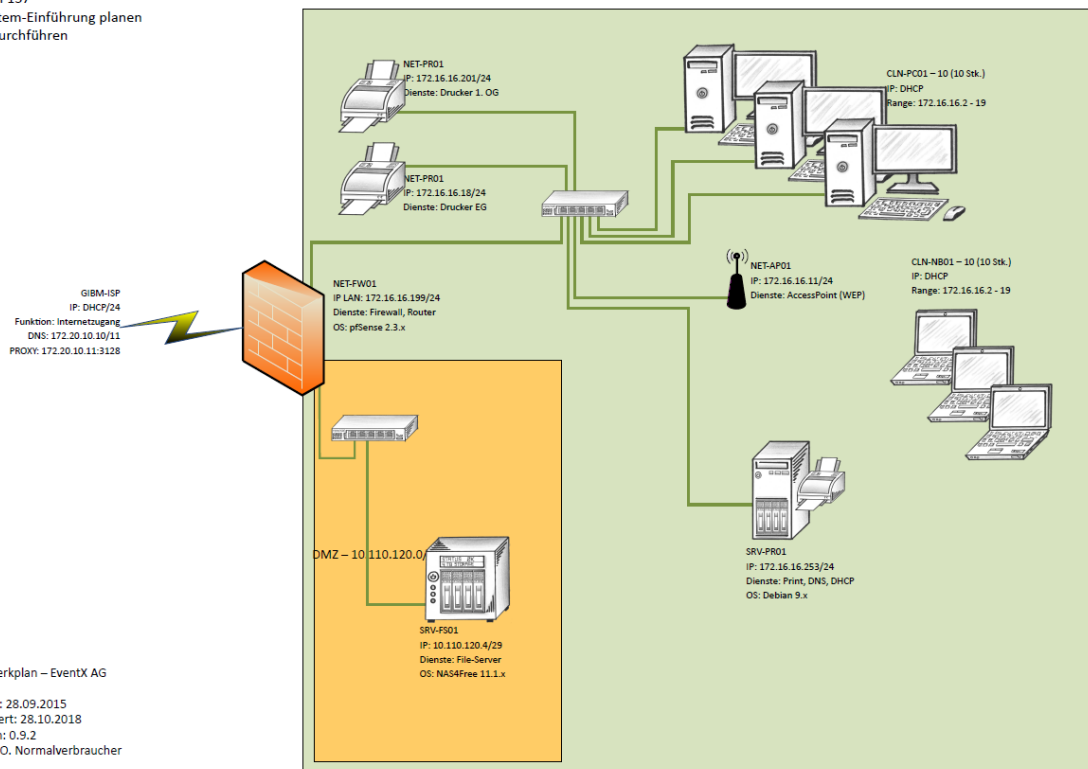 tem-Einführung planen
urchführen
NET-PR01
IP: 172.16.16.201/24
Dienste: Drucker 1. OG
NET-PR01
IP: 172.16.16.18/24
Dienste: Drucker EG
CLN-PC01 – 10 (10 Stk.)
IP: DHCP
Range: 172.16.16.2 - 19
NET-AP01
IP: 172.16.16.11/24
Dienste: AccessPoint (WEP)
CLN-NB01 – 10 (10 Stk.)
IP: DHCP
Range: 172.16.16.2 - 19
GIBM-ISP
IP: DHCP/24
Funktion: Internetzugang
DNS: 172.20.10.10/11
PROXY: 172.20.10.11:3128
NET-FW01
IP LAN: 172.16.16.199/24
Dienste: Firewall, Router
OS: pfSense 2.3.x
DMZ – 10.110.120.0/
SRV-FS01
IP: 10.110.120.4/29
Dienste: File-Server
OS: NAS4Free 11.1.x
SRV-PR01
IP: 172.16.16.253/24
Dienste: Print, DNS, DHCP
OS: Debian 9.x
erkplan – EventX AG
: 28.09.2015
ert: 28.10.2018
n: 0.9.2
O. Normalverbraucher